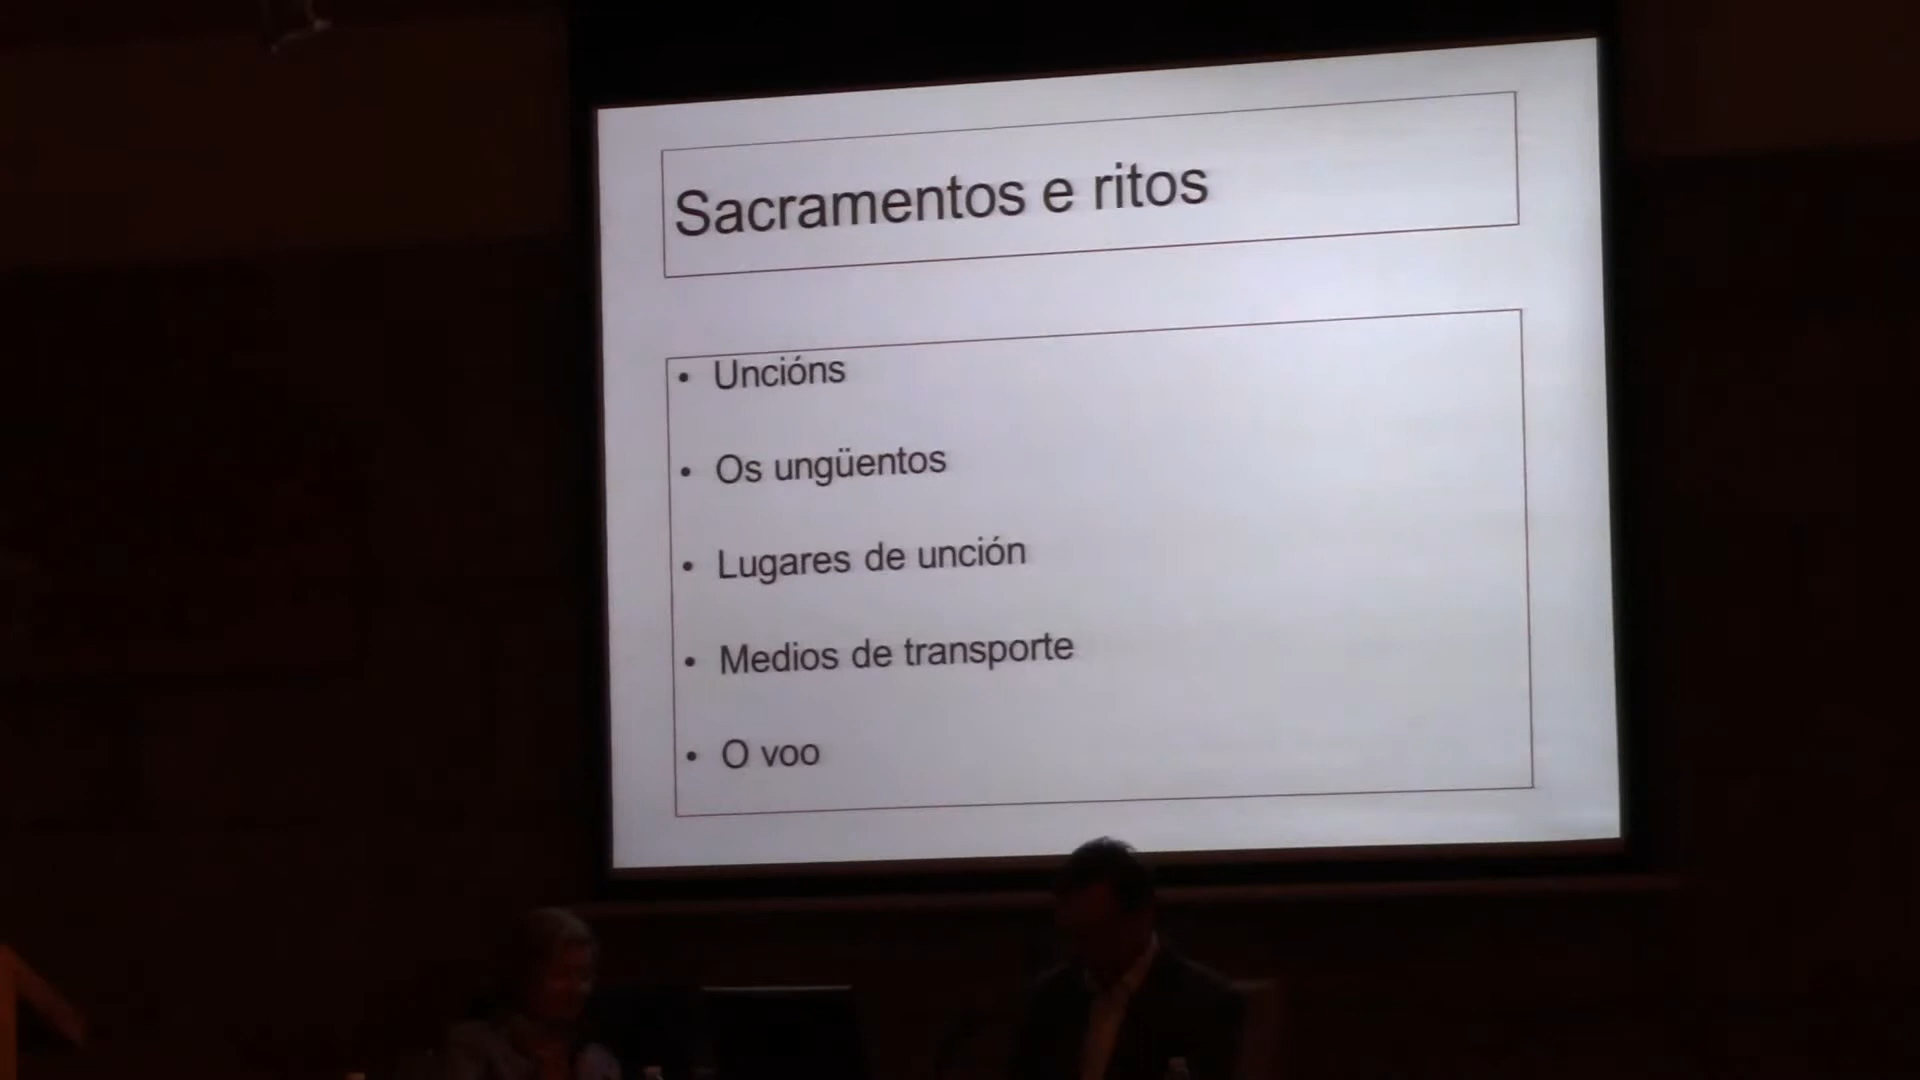 Sacramentos e ritos
• Uncións
• Os ungüentos
• Lugares de unción
• Medios de transporte
• O voo